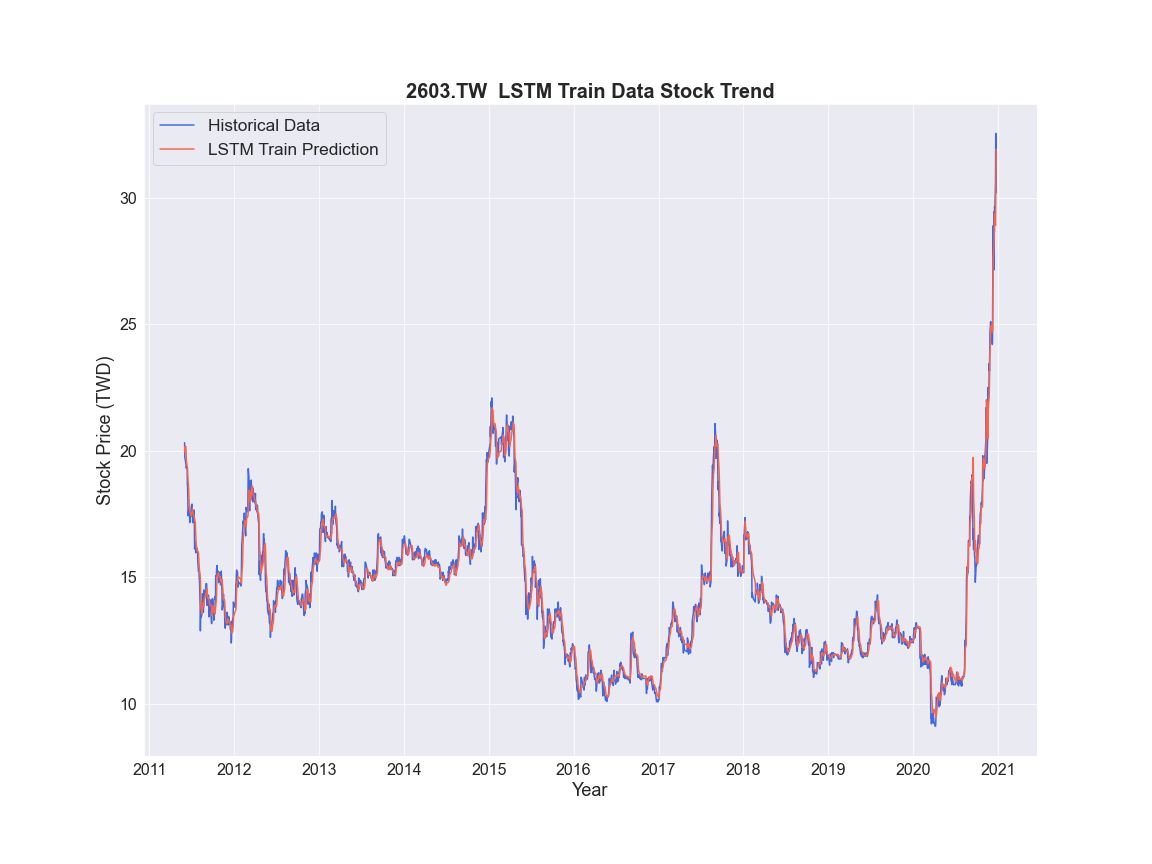 2603.TW  LSTM Train Data Stock Trend
Historical Data
LSTM Train Prediction
30
25
20
15
10
Stock Price (TWD)
2011 2012 2013 2014 2015 2016 2017 2018 2019 2020 2021
Year